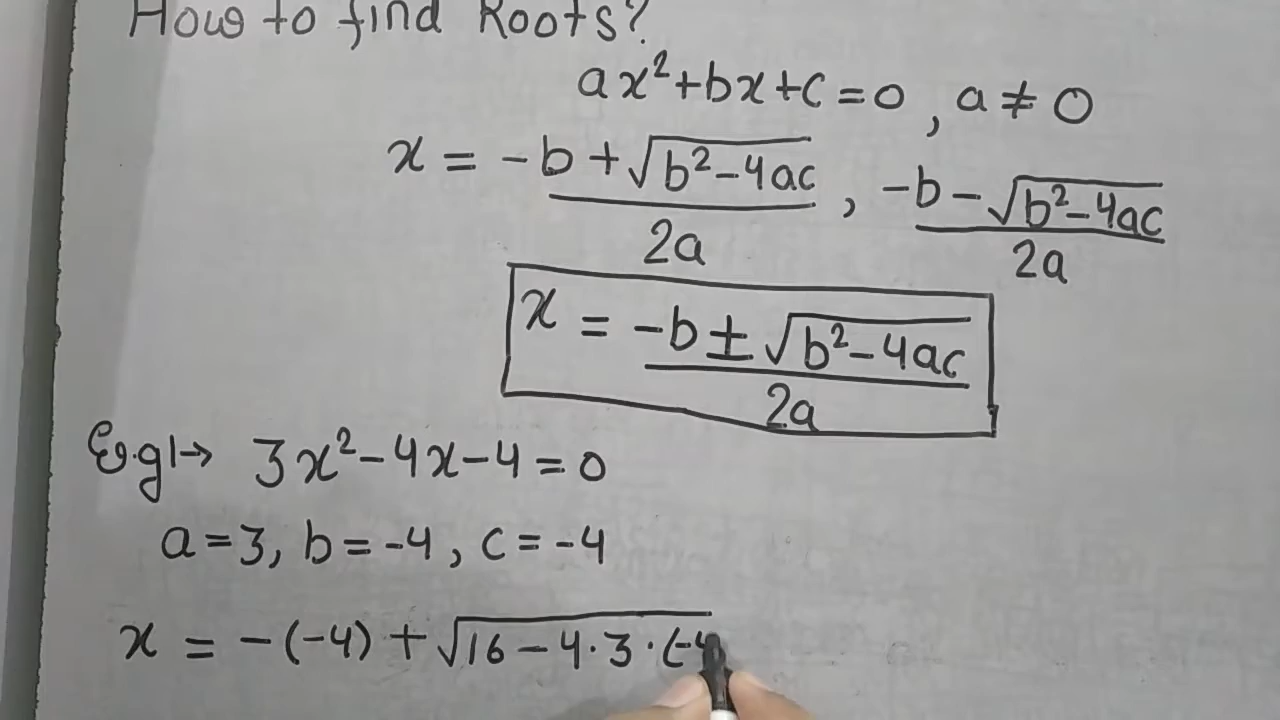 How to find Roots?
ax²+bx+c=0, a≠0
x = -b+√b²-4ac / 2a, -b-√b²-4ac / 2a
x = -b±√b²-4ac / 2a
E.g1→ 3x²-4x-4=0
a=3, b=-4, c=-4
x = -(-4)+√16-4·3·(-4